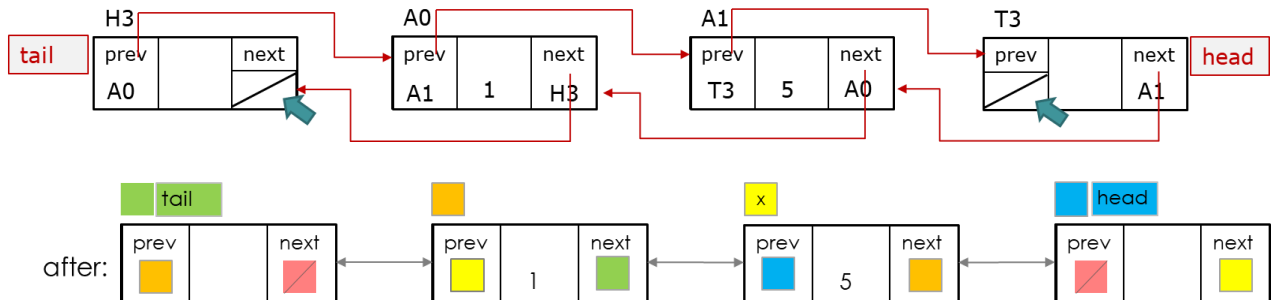 H3 A0 A1 T3
tail prev next prev next prev next prev next head
A0 A1 1 H3 T3 5 A0 A1
tail x head
prev next prev next prev next prev next
after: 1 5